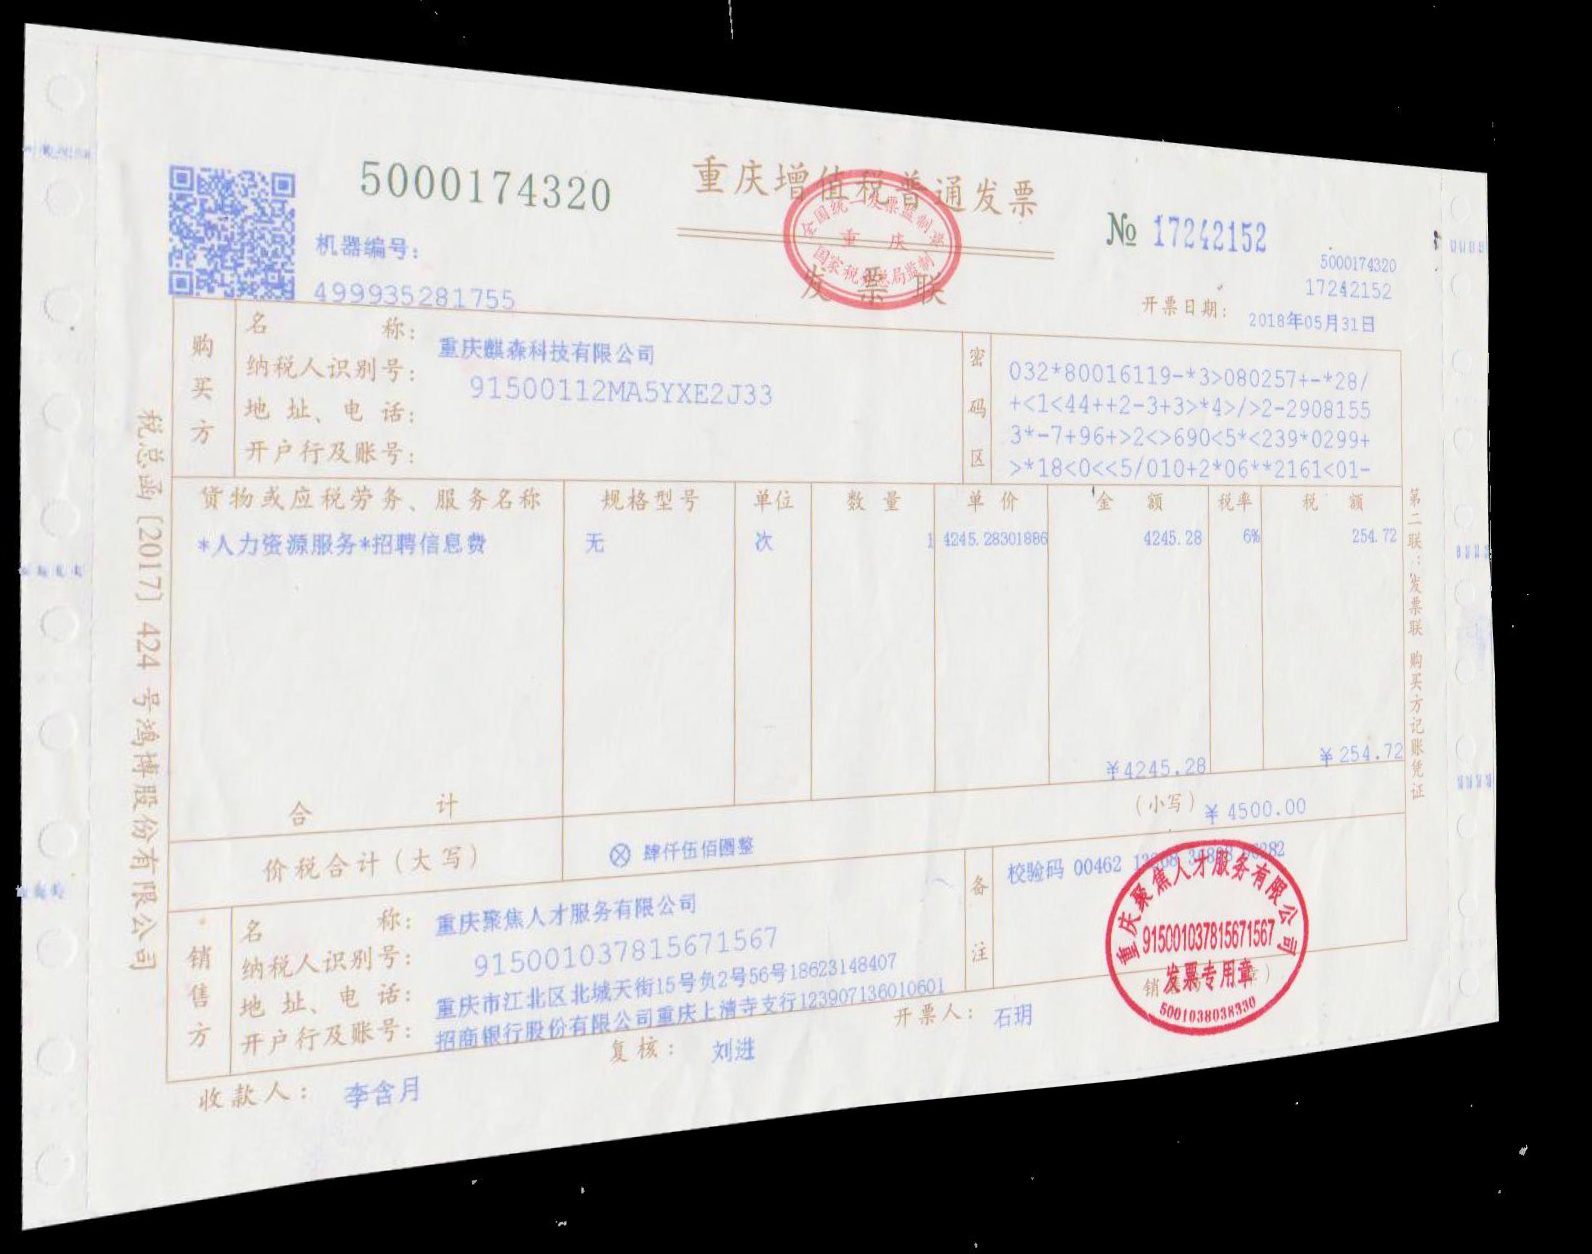 5000174320
重庆增值税普通发票
发票联
全国统一发票监制章
重庆
国家税务总局监制
№ 17242152
机器编号:
499935281755
5000174320
17242152
开票日期: 2018年05月31日
购买方
名称: 重庆麒森科技有限公司
纳税人识别号: 91500112MA5YXE2J33
地址、电话:
开户行及账号:
密码区
032*80016119-*3>080257+-*28/
+<1<44++2-3+3>*4>/>2-2908155
3*-7+96+>2<>690<5*<239*0299+
>*18<0<<5/010+2*06**2161<01-
货物或应税劳务、服务名称 规格型号 单位 数量 单价 金额 税率 税额
*人力资源服务*招聘信息费 无 次 1 4245.28301886 4245.28 6% 254.72
合计 ¥4245.28 ¥254.72
价税合计(大写) ⊗肆仟伍佰圆整 (小写) ¥4500.00
销售方
名称: 重庆聚焦人才服务有限公司
纳税人识别号: 915001037815671567
地址、电话: 重庆市江北区北城天街15号负2号56号18623148407
开户行及账号: 招商银行股份有限公司重庆上清寺支行123907136010601
备注
校验码 00462
重庆聚焦人才服务有限公司
915001037815671567
发票专用章
5001038038330
收款人: 李含月
复核: 刘进
开票人: 石玥
税总函〔2017〕424号鸿博股份有限公司
第二联:发票联 购买方记账凭证